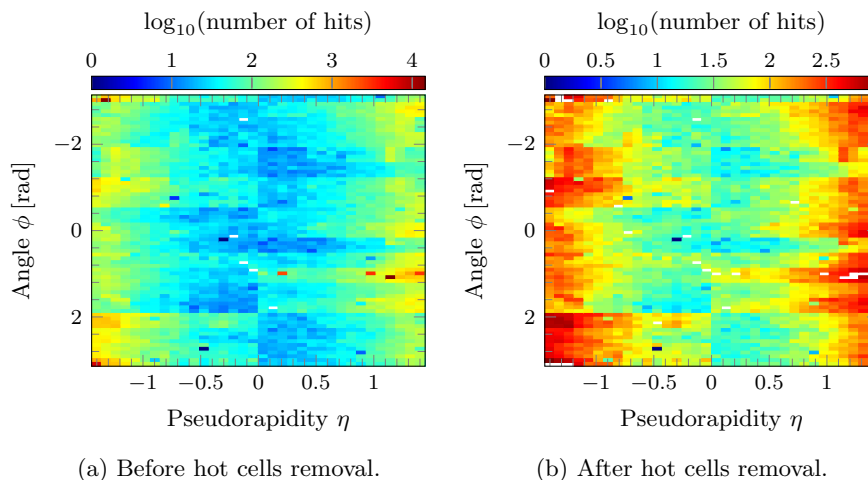 log₁₀(number of hits)
0 1 2 3 4
−2
0
2
Angle ϕ [rad]
−1 −0.5 0 0.5 1
Pseudorapidity η
(a) Before hot cells removal.
log₁₀(number of hits)
0 0.5 1 1.5 2 2.5
−2
0
2
Angle ϕ [rad]
−1 −0.5 0 0.5 1
Pseudorapidity η
(b) After hot cells removal.